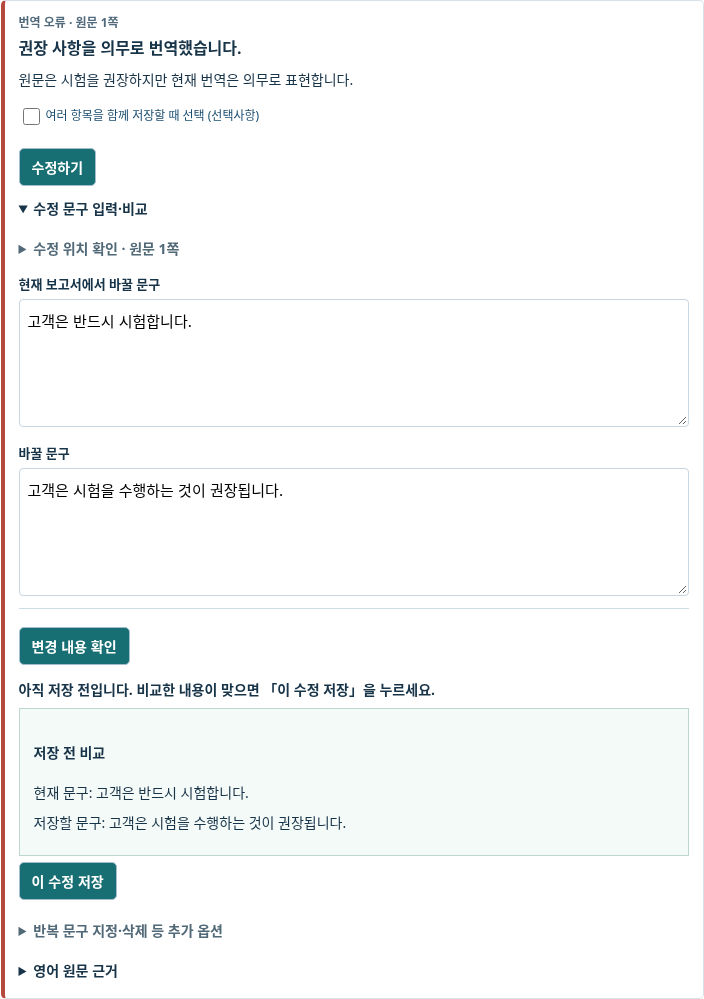 번역 오류 · 원문 1쪽
권장 사항을 의무로 번역했습니다.
원문은 시험을 권장하지만 현재 번역은 의무로 표현합니다.
여러 항목을 함께 저장할 때 선택 (선택사항)
수정하기
▼ 수정 문구 입력·비교
▶ 수정 위치 확인 · 원문 1쪽
현재 보고서에서 바꿀 문구
고객은 반드시 시험합니다.
바꿀 문구
고객은 시험을 수행하는 것이 권장됩니다.
변경 내용 확인
아직 저장 전입니다. 비교한 내용이 맞으면 「이 수정 저장」을 누르세요.
저장 전 비교
현재 문구: 고객은 반드시 시험합니다.
저장할 문구: 고객은 시험을 수행하는 것이 권장됩니다.
이 수정 저장
▶ 반복 문구 지정·삭제 등 추가 옵션
▶ 영어 원문 근거